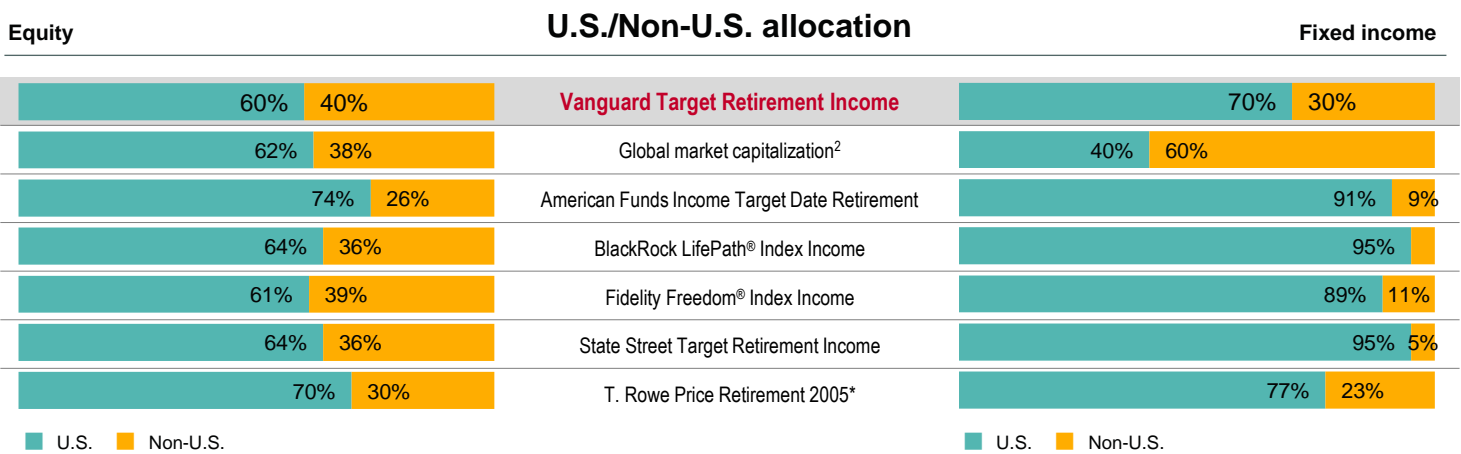 Equity U.S./Non-U.S. allocation Fixed income
60% 40% Vanguard Target Retirement Income 70% 30%
62% 38% Global market capitalization² 40% 60%
74% 26% American Funds Income Target Date Retirement 91% 9%
64% 36% BlackRock LifePath® Index Income 95%
61% 39% Fidelity Freedom® Index Income 89% 11%
64% 36% State Street Target Retirement Income 95% 5%
70% 30% T. Rowe Price Retirement 2005* 77% 23%
U.S. Non-U.S. U.S. Non-U.S.